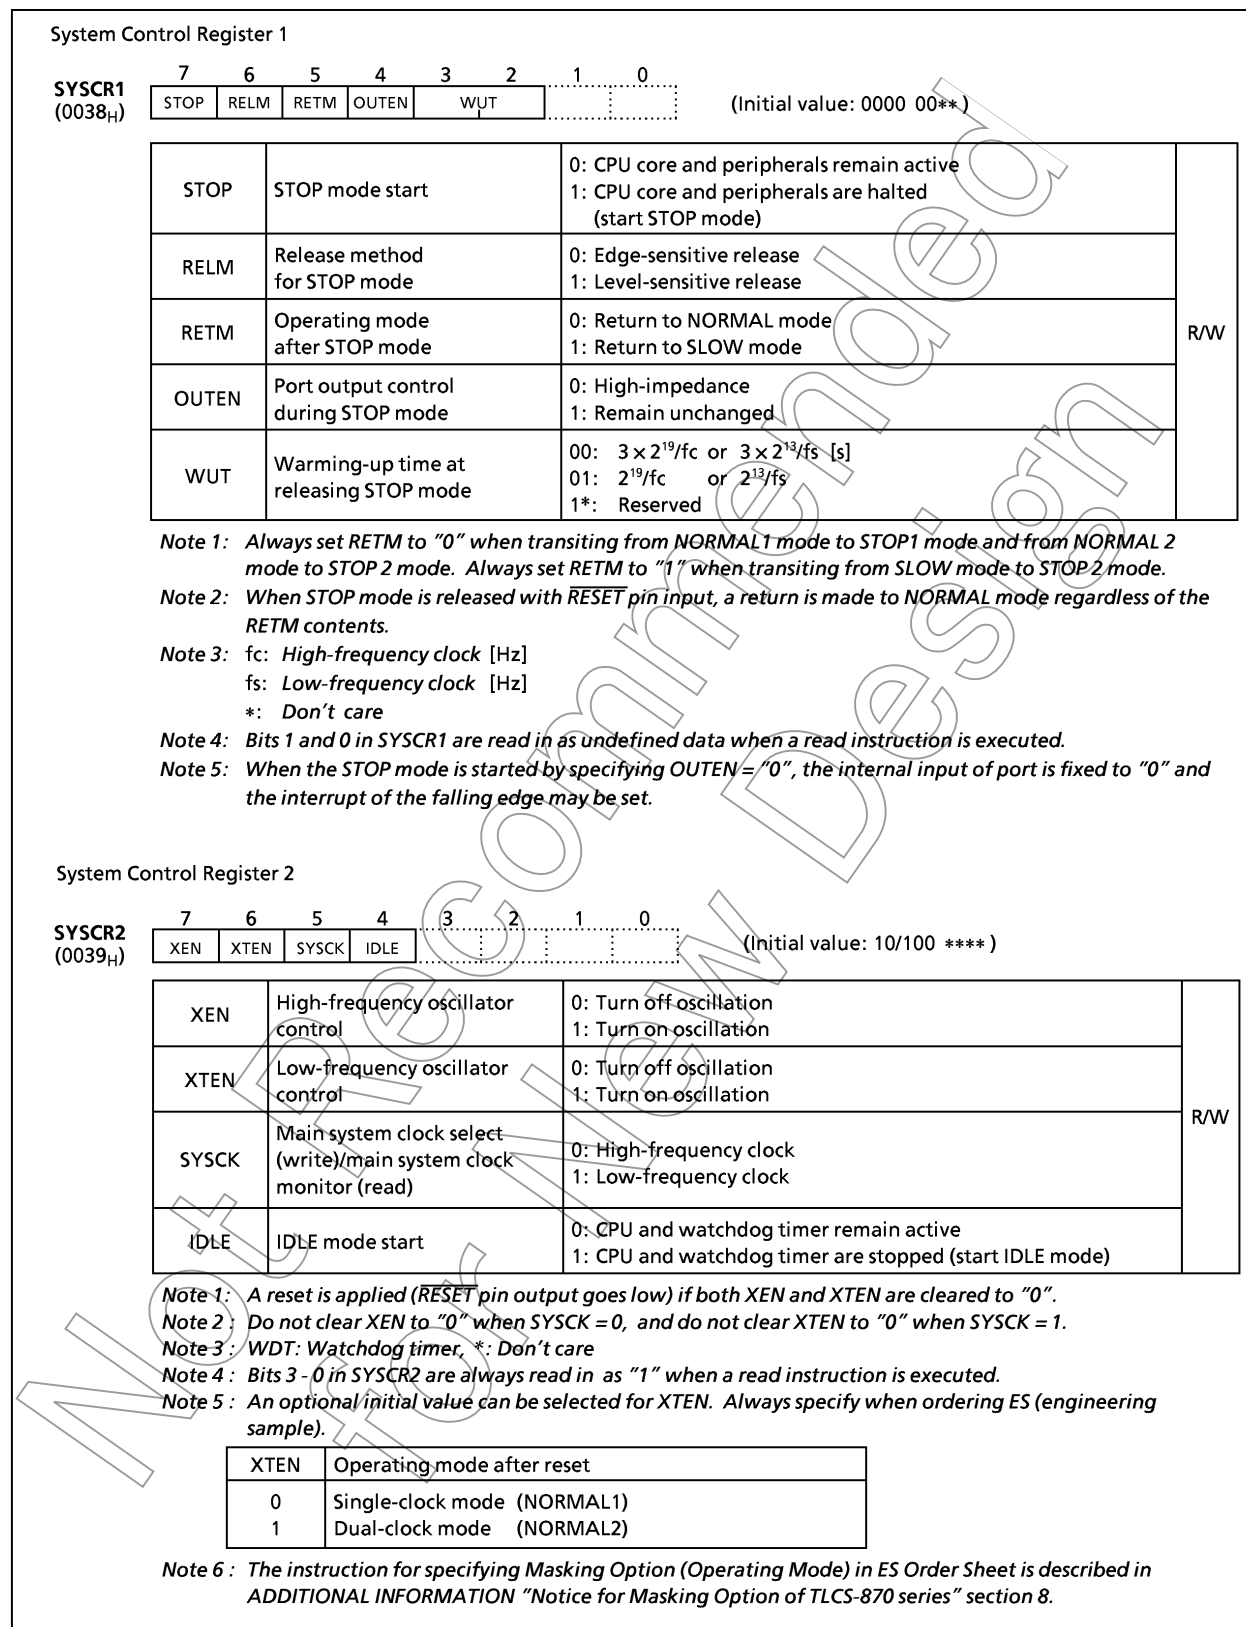 System Control Register 1
7 6 5 4 3 2 1 0
SYSCR1 (0038H) STOP RELM RETM OUTEN WUT (Initial value: 0000 00**)
STOP STOP mode start 0: CPU core and peripherals remain active
1: CPU core and peripherals are halted
(start STOP mode)
RELM Release method for STOP mode 0: Edge-sensitive release
1: Level-sensitive release
RETM Operating mode after STOP mode 0: Return to NORMAL mode
1: Return to SLOW mode
R/W
OUTEN Port output control during STOP mode 0: High-impedance
1: Remain unchanged
WUT Warming-up time at releasing STOP mode 00: 3 × 2¹⁹/fc or 3 × 2¹³/fs [s]
01: 2¹⁹/fc or 2¹³/fs
1*: Reserved
Note 1: Always set RETM to "0" when transiting from NORMAL1 mode to STOP1 mode and from NORMAL 2
mode to STOP 2 mode. Always set RETM to "1" when transiting from SLOW mode to STOP 2 mode.
Note 2: When STOP mode is released with RESET pin input, a return is made to NORMAL mode regardless of the
RETM contents.
Note 3: fc: High-frequency clock [Hz]
fs: Low-frequency clock [Hz]
*: Don't care
Note 4: Bits 1 and 0 in SYSCR1 are read in as undefined data when a read instruction is executed.
Note 5: When the STOP mode is started by specifying OUTEN = "0", the internal input of port is fixed to "0" and
the interrupt of the falling edge may be set.
System Control Register 2
7 6 5 4 3 2 1 0
SYSCR2 (0039H) XEN XTEN SYSCK IDLE (Initial value: 10/100 ****)
XEN High-frequency oscillator control 0: Turn off oscillation
1: Turn on oscillation
XTEN Low-frequency oscillator control 0: Turn off oscillation
1: Turn on oscillation
R/W
SYSCK Main system clock select (write)/main system clock monitor (read) 0: High-frequency clock
1: Low-frequency clock
IDLE IDLE mode start 0: CPU and watchdog timer remain active
1: CPU and watchdog timer are stopped (start IDLE mode)
Note 1: A reset is applied (RESET pin output goes low) if both XEN and XTEN are cleared to "0".
Note 2 : Do not clear XEN to "0" when SYSCK = 0, and do not clear XTEN to "0" when SYSCK = 1.
Note 3 : WDT: Watchdog timer, *: Don't care
Note 4 : Bits 3 - 0 in SYSCR2 are always read in as "1" when a read instruction is executed.
Note 5 : An optional initial value can be selected for XTEN. Always specify when ordering ES (engineering
sample).
XTEN Operating mode after reset
0 Single-clock mode (NORMAL1)
1 Dual-clock mode (NORMAL2)
Note 6 : The instruction for specifying Masking Option (Operating Mode) in ES Order Sheet is described in
ADDITIONAL INFORMATION "Notice for Masking Option of TLCS-870 series" section 8.
Not Recommended
for New Design